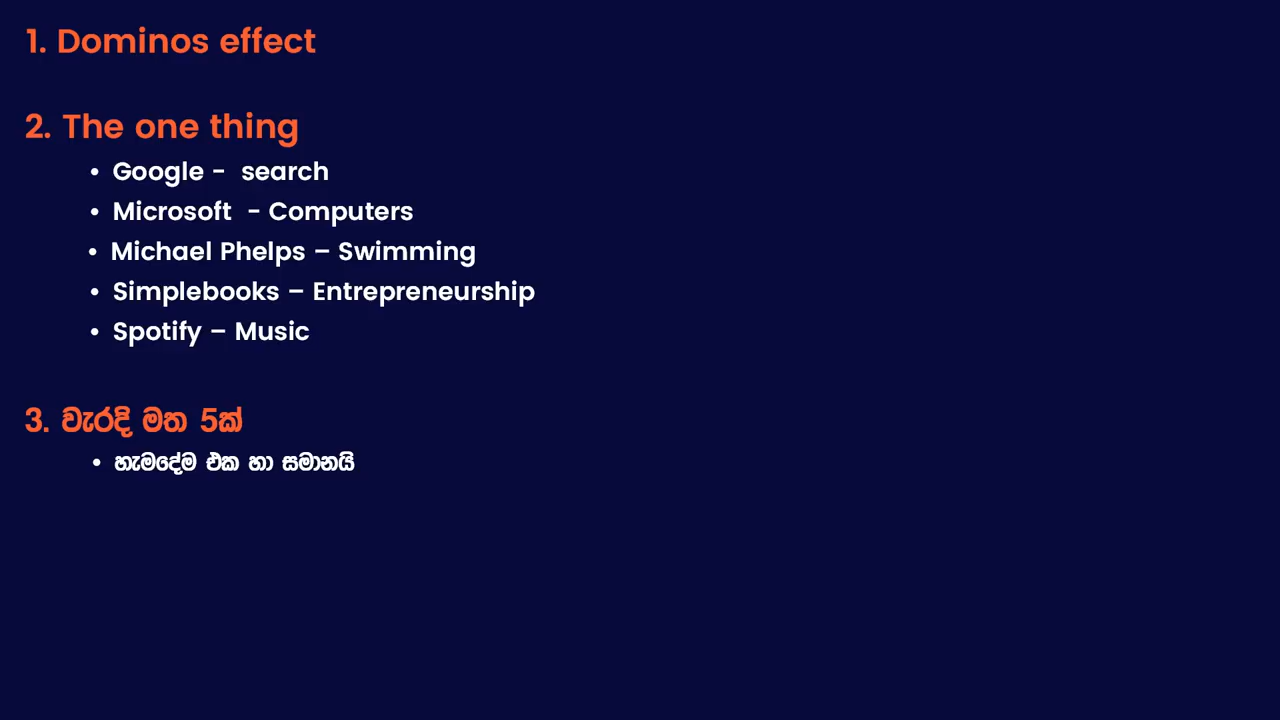 1. Dominos effect
2. The one thing
• Google -  search
• Microsoft  - Computers
• Michael Phelps – Swimming
• Simplebooks – Entrepreneurship
• Spotify – Music
3. වැරදි මත 5ක්
• හැමදේම එක හා සමානයි